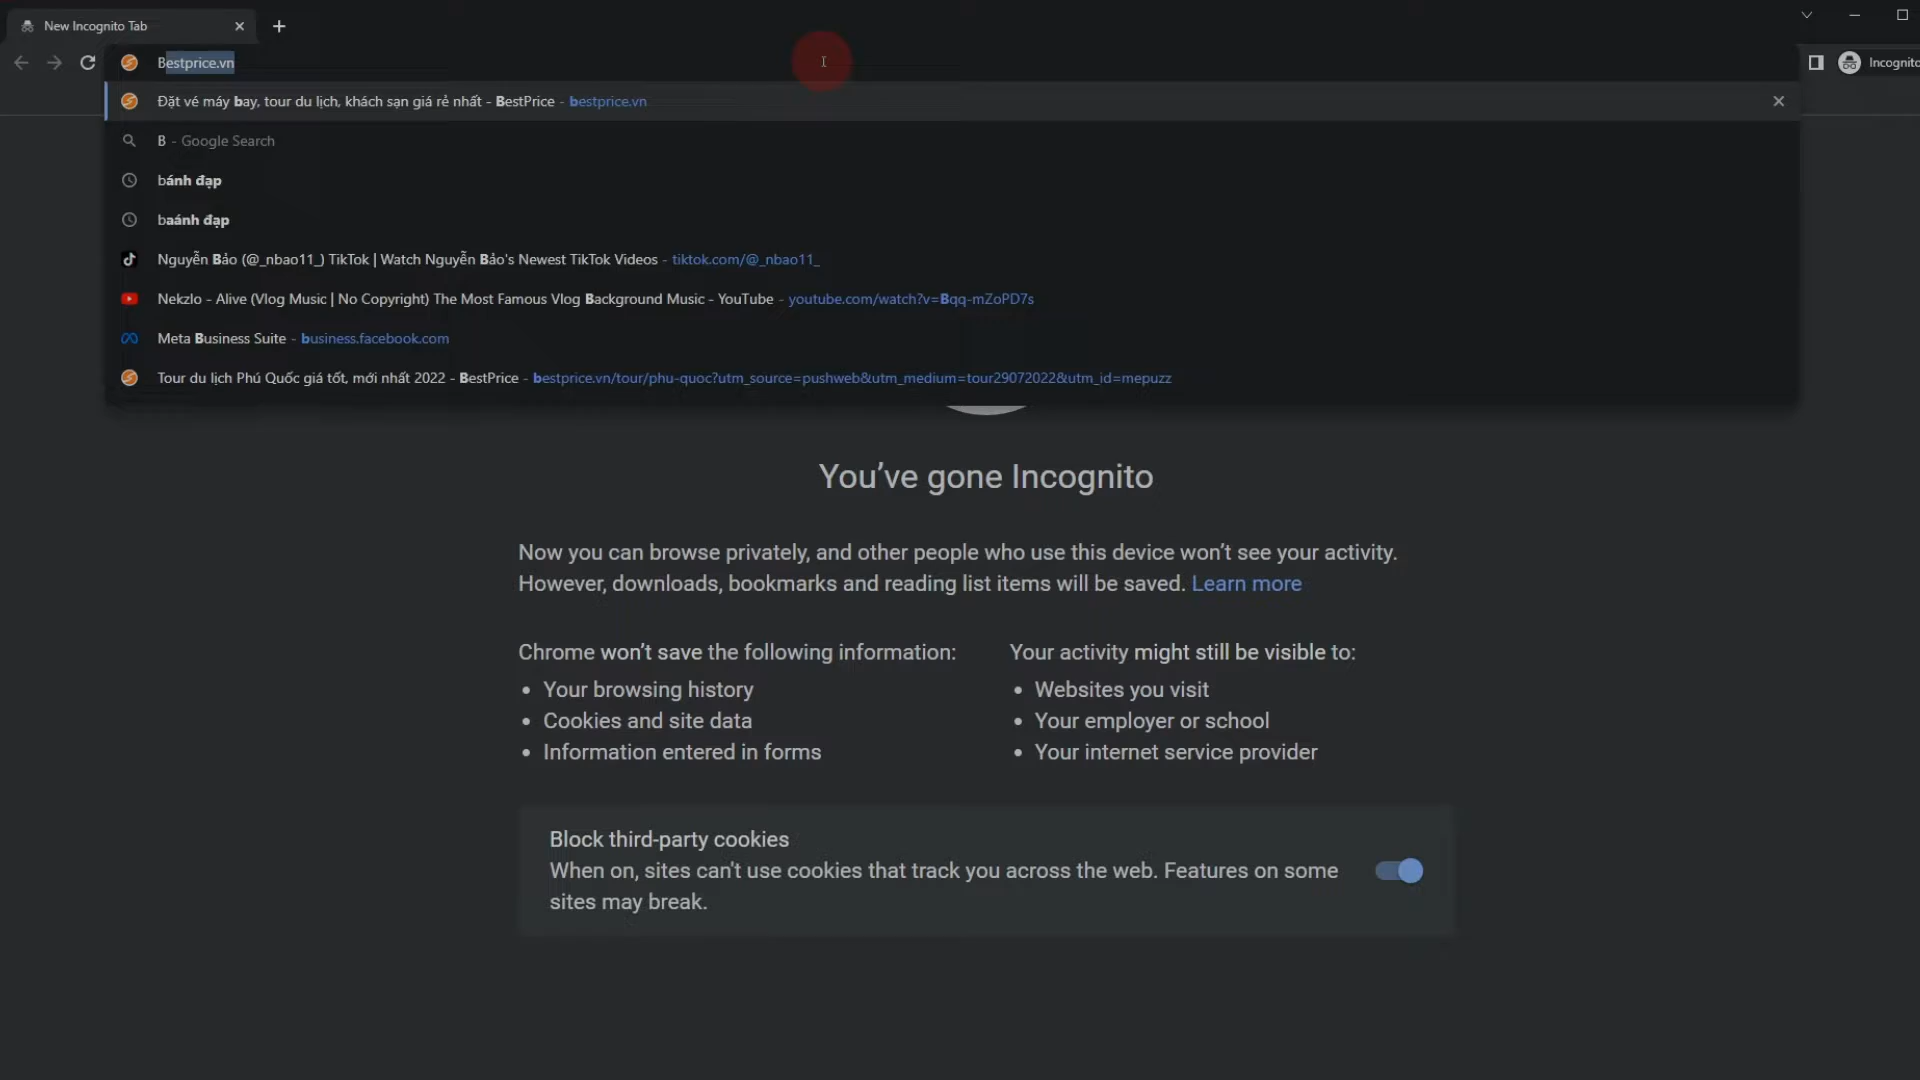 New Incognito Tab
Bestprice.vn
Incognito
Đặt vé máy bay, tour du lịch, khách sạn giá rẻ nhất - BestPrice - bestprice.vn
B - Google Search
bánh đạp
baánh đạp
Nguyễn Bảo (@_nbao11_) TikTok | Watch Nguyễn Bảo's Newest TikTok Videos - tiktok.com/@_nbao11_
Nekzlo - Alive (Vlog Music | No Copyright) The Most Famous Vlog Background Music - YouTube - youtube.com/watch?v=Bqq-mZoPD7s
Meta Business Suite - business.facebook.com
Tour du lịch Phú Quốc giá tốt, mới nhất 2022 - BestPrice - bestprice.vn/tour/phu-quoc?utm_source=pushweb&utm_medium=tour29072022&utm_id=mepuzz
You've gone Incognito
Now you can browse privately, and other people who use this device won't see your activity.
However, downloads, bookmarks and reading list items will be saved. Learn more
Chrome won't save the following information:
• Your browsing history
• Cookies and site data
• Information entered in forms
Your activity might still be visible to:
• Websites you visit
• Your employer or school
• Your internet service provider
Block third-party cookies
When on, sites can't use cookies that track you across the web. Features on some
sites may break.